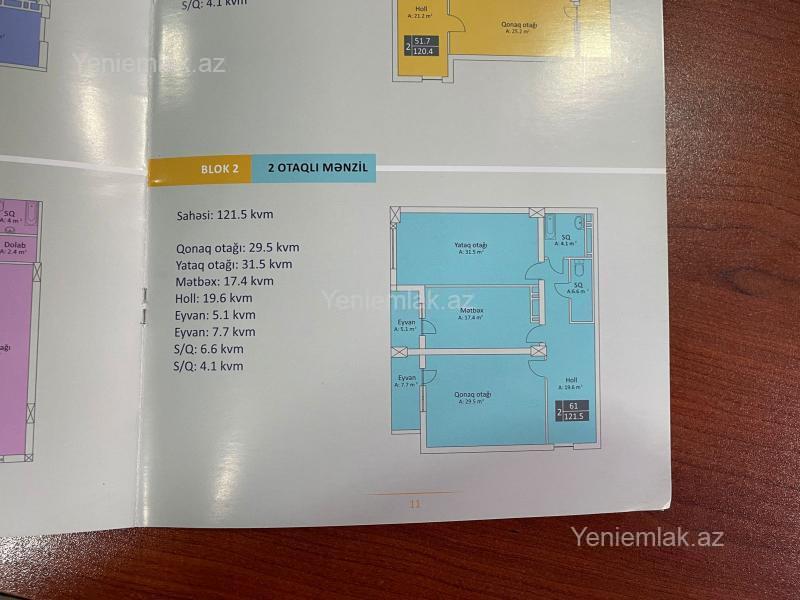 S/Q: 4.1 kvm
Holl
A: 21.2 m²
Qonaq otağı
A: 25.2 m²
2
51.7
120.4
Yeniemlak.az
SQ
A: 4 m²
Dolab
A: 2.4 m²
BLOK 2
2 OTAQLI MƏNZİL
Sahəsi: 121.5 kvm
Qonaq otağı: 29.5 kvm
Yataq otağı: 31.5 kvm
Mətbəx: 17.4 kvm
Holl: 19.6 kvm
Eyvan: 5.1 kvm
Eyvan: 7.7 kvm
S/Q: 6.6 kvm
S/Q: 4.1 kvm
Yeniemlak.az
Yataq otağı
A: 31.5 m²
SQ
A: 4.1 m²
SQ
A:6.6 m²
Mətbəx
A: 17.4 m²
Eyvan
A: 5.1 m²
Eyvan
A: 7.7 m²
Qonaq otağı
A: 29.5 m²
Holl
A: 19.6 m²
2
61
121.5
11
Yeniemlak.az